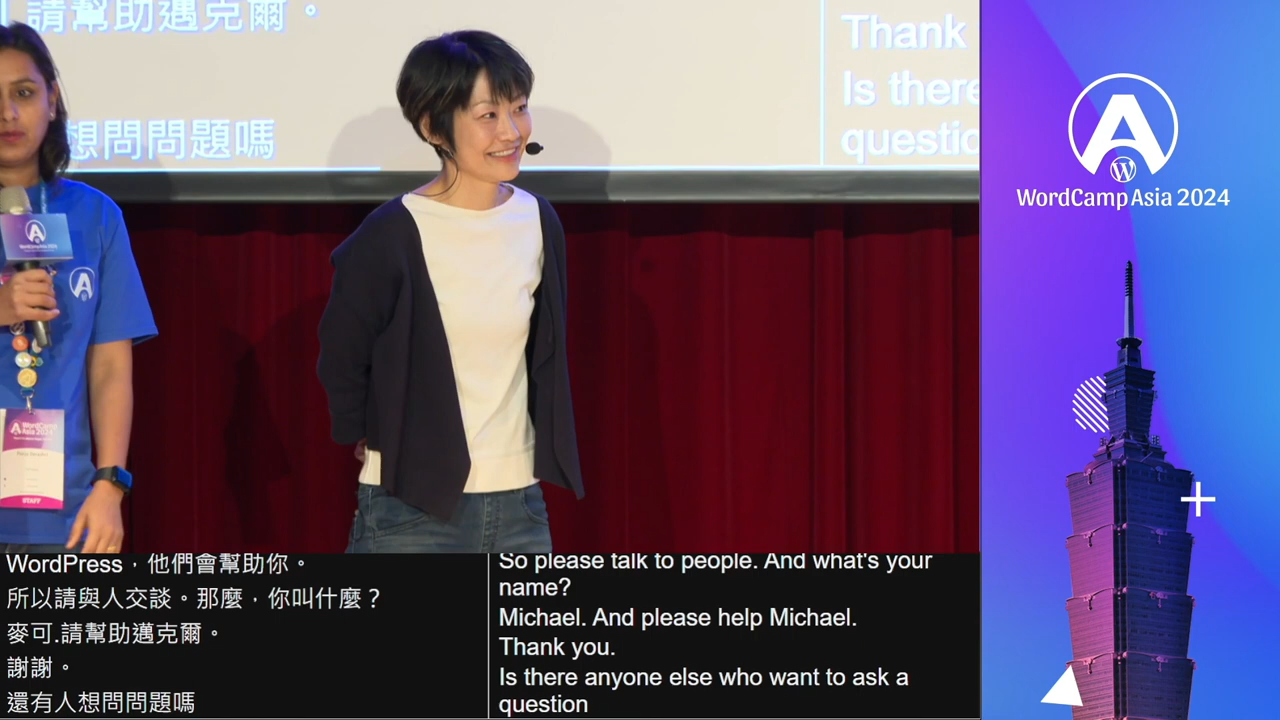 請幫助邁克爾。
想問問題嗎
Thank
Is there
questio
WordCamp Asia 2024
WordCamp
Asia 2024
STAFF
WordPress，他們會幫助你。
所以請與人交談。那麼，你叫什麼？
麥可.請幫助邁克爾。
謝謝。
還有人想問問題嗎
So please talk to people. And what's your
name?
Michael. And please help Michael.
Thank you.
Is there anyone else who want to ask a
question